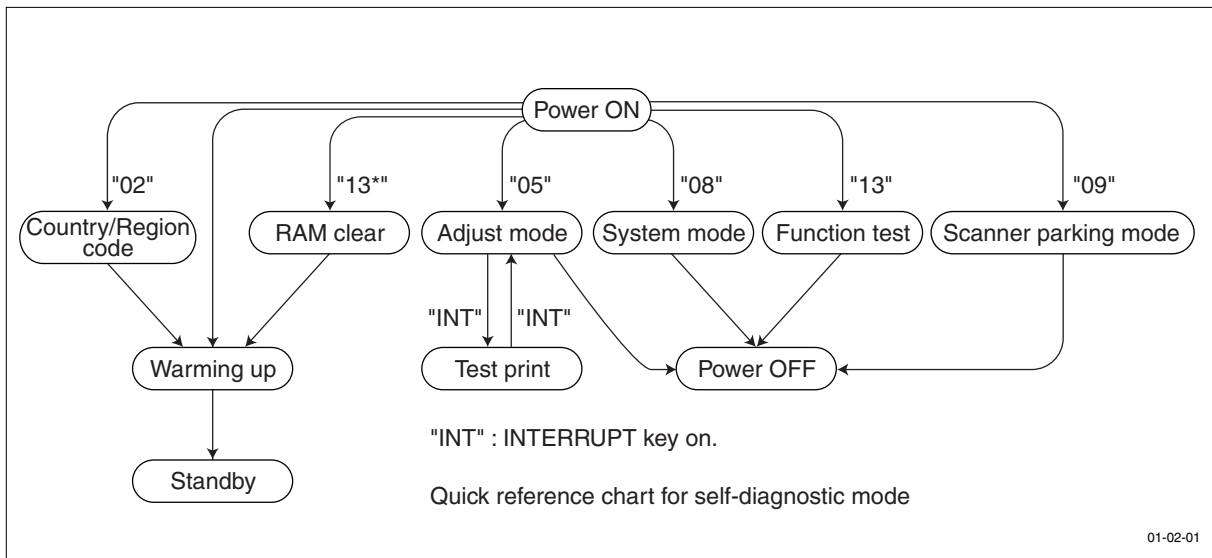 Power ON
"02"
"13*"
"05"
"08"
"13"
"09"
Country/Region
code
RAM clear
Adjust mode
System mode
Function test
Scanner parking mode
"INT"
"INT"
Warming up
Test print
Power OFF
"INT" : INTERRUPT key on.
Standby
Quick reference chart for self-diagnostic mode
01-02-01